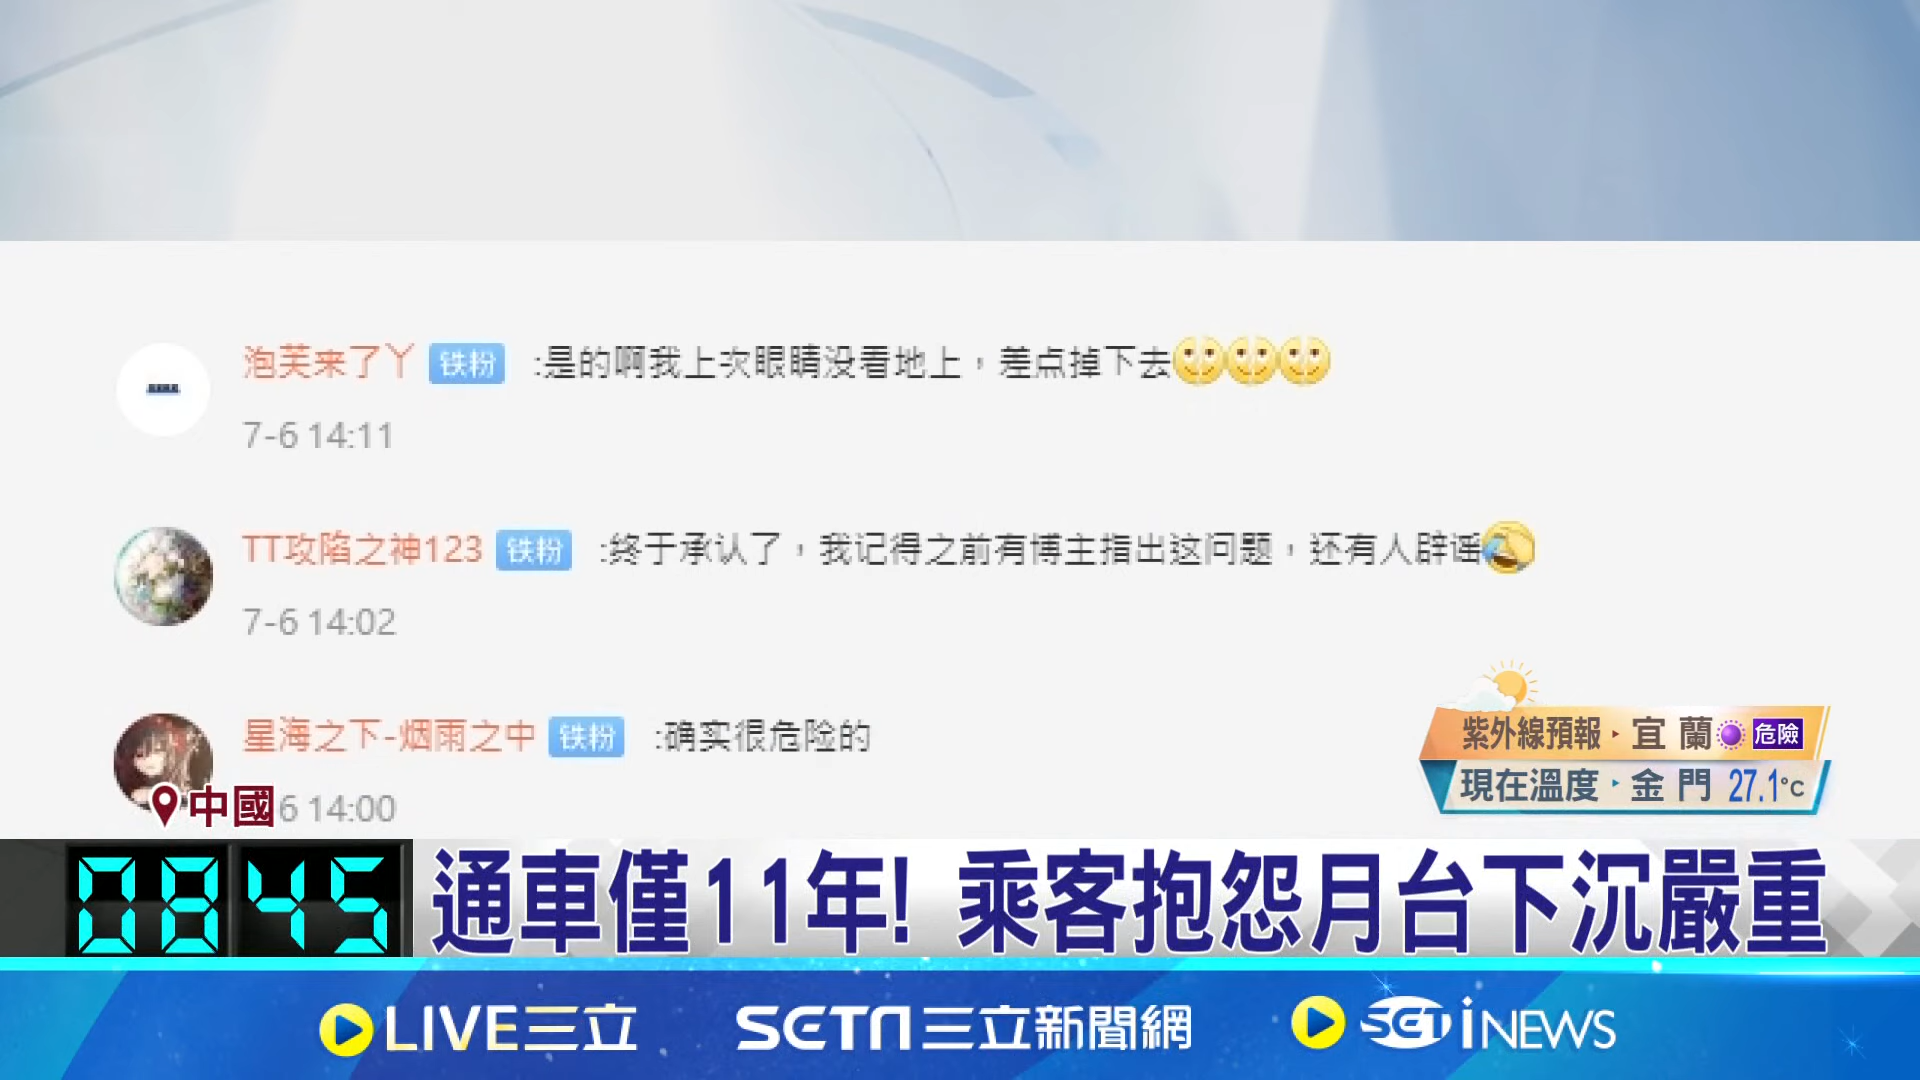 泡芙来了丫 铁粉 :是的啊我上次眼睛没看地上，差点掉下去
7-6 14:11
TT攻陷之神123 铁粉 :终于承认了，我记得之前有博主指出这问题，还有人辟谣
7-6 14:02
星海之下-烟雨之中 铁粉 :确实很危险的
6 14:00
中國
紫外線預報 宜蘭 危險
現在溫度 金門 27.1°c
0845 通車僅11年! 乘客抱怨月台下沉嚴重
LIVE三立 SETN三立新聞網 SET iNEWS